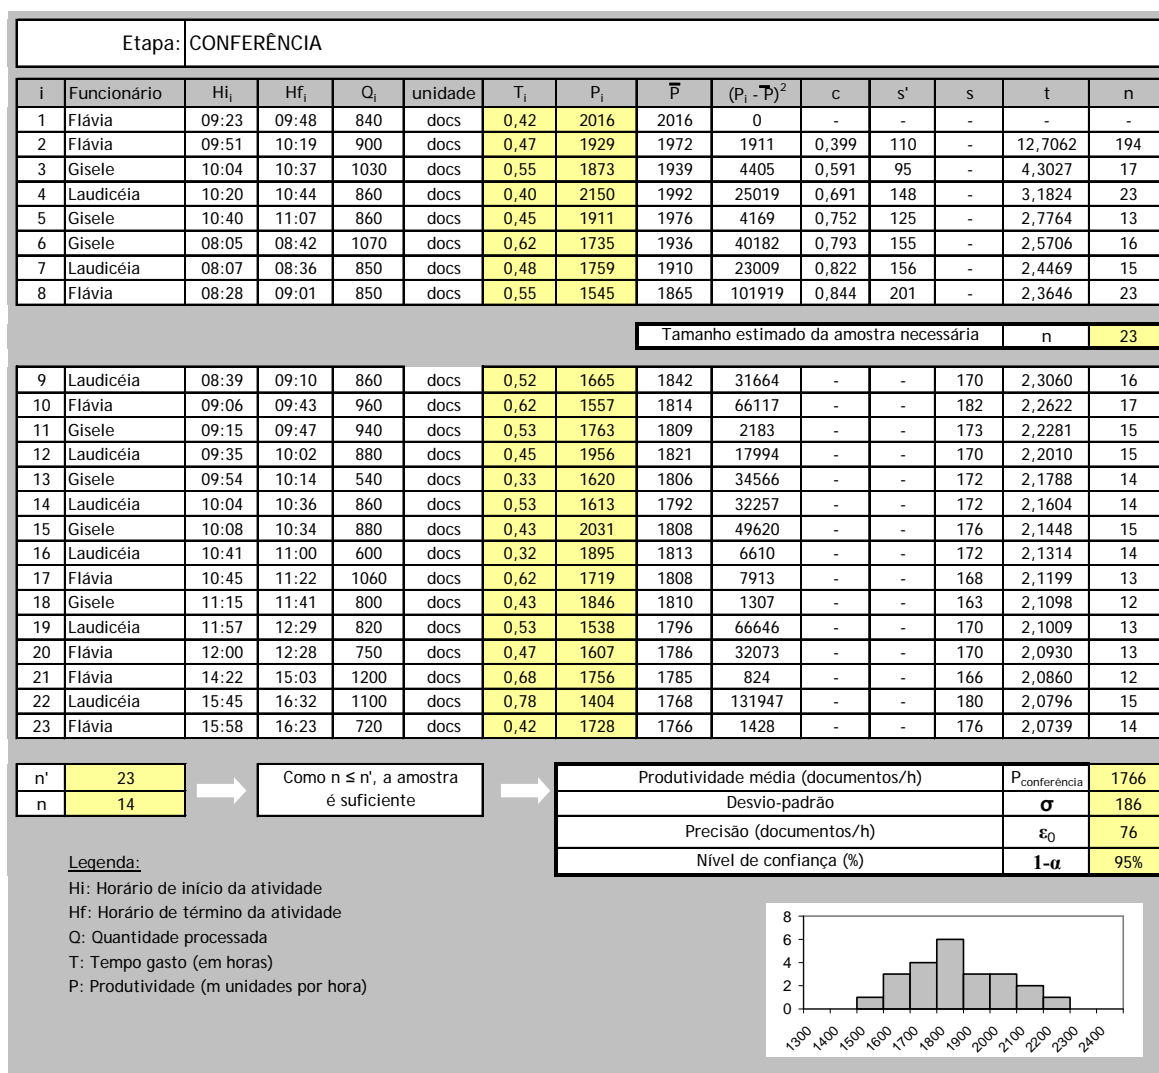 Etapa: CONFERÊNCIA
i Funcionário Hi_i Hf_i Q_i unidade T_i P_i P̅ (P_i - P̅)² c s' s t n
1 Flávia 09:23 09:48 840 docs 0,42 2016 2016 0 - - - - -
2 Flávia 09:51 10:19 900 docs 0,47 1929 1972 1911 0,399 110 - 12,7062 194
3 Gisele 10:04 10:37 1030 docs 0,55 1873 1939 4405 0,591 95 - 4,3027 17
4 Laudicéia 10:20 10:44 860 docs 0,40 2150 1992 25019 0,691 148 - 3,1824 23
5 Gisele 10:40 11:07 860 docs 0,45 1911 1976 4169 0,752 125 - 2,7764 13
6 Gisele 08:05 08:42 1070 docs 0,62 1735 1936 40182 0,793 155 - 2,5706 16
7 Laudicéia 08:07 08:36 850 docs 0,48 1759 1910 23009 0,822 156 - 2,4469 15
8 Flávia 08:28 09:01 850 docs 0,55 1545 1865 101919 0,844 201 - 2,3646 23
Tamanho estimado da amostra necessária n 23
9 Laudicéia 08:39 09:10 860 docs 0,52 1665 1842 31664 - - 170 2,3060 16
10 Flávia 09:06 09:43 960 docs 0,62 1557 1814 66117 - - 182 2,2622 17
11 Gisele 09:15 09:47 940 docs 0,53 1763 1809 2183 - - 173 2,2281 15
12 Laudicéia 09:35 10:02 880 docs 0,45 1956 1821 17994 - - 170 2,2010 15
13 Gisele 09:54 10:14 540 docs 0,33 1620 1806 34566 - - 172 2,1788 14
14 Laudicéia 10:04 10:36 860 docs 0,53 1613 1792 32257 - - 172 2,1604 14
15 Gisele 10:08 10:34 880 docs 0,43 2031 1808 49620 - - 176 2,1448 15
16 Laudicéia 10:41 11:00 600 docs 0,32 1895 1813 6610 - - 172 2,1314 14
17 Flávia 10:45 11:22 1060 docs 0,62 1719 1808 7913 - - 168 2,1199 13
18 Gisele 11:15 11:41 800 docs 0,43 1846 1810 1307 - - 163 2,1098 12
19 Laudicéia 11:57 12:29 820 docs 0,53 1538 1796 66646 - - 170 2,1009 13
20 Flávia 12:00 12:28 750 docs 0,47 1607 1786 32073 - - 170 2,0930 13
21 Flávia 14:22 15:03 1200 docs 0,68 1756 1785 824 - - 166 2,0860 12
22 Laudicéia 15:45 16:32 1100 docs 0,78 1404 1768 131947 - - 180 2,0796 15
23 Flávia 15:58 16:23 720 docs 0,42 1728 1766 1428 - - 176 2,0739 14
n' 23
n 14
Como n ≤ n', a amostra
é suficiente
Produtividade média (documentos/h) P_conferência 1766
Desvio-padrão σ 186
Precisão (documentos/h) ε₀ 76
Nível de confiança (%) 1-α 95%
Legenda:
Hi: Horário de início da atividade
Hf: Horário de término da atividade
Q: Quantidade processada
T: Tempo gasto (em horas)
P: Produtividade (m unidades por hora)
8
6
4
2
0
1300 1400 1500 1600 1700 1800 1900 2000 2100 2200 2300 2400